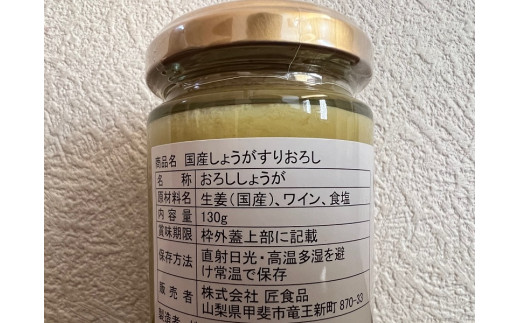 商品名 国産しょうがすりおろし
名称 おろししょうが
原材料名 生姜(国産)、ワイン、食塩
内容量 130g
賞味期限 枠外蓋上部に記載
保存方法 直射日光・高温多湿を避
け常温で保存
販売者 株式会社 匠食品
山梨県甲斐市竜王新町 870-33
製造者